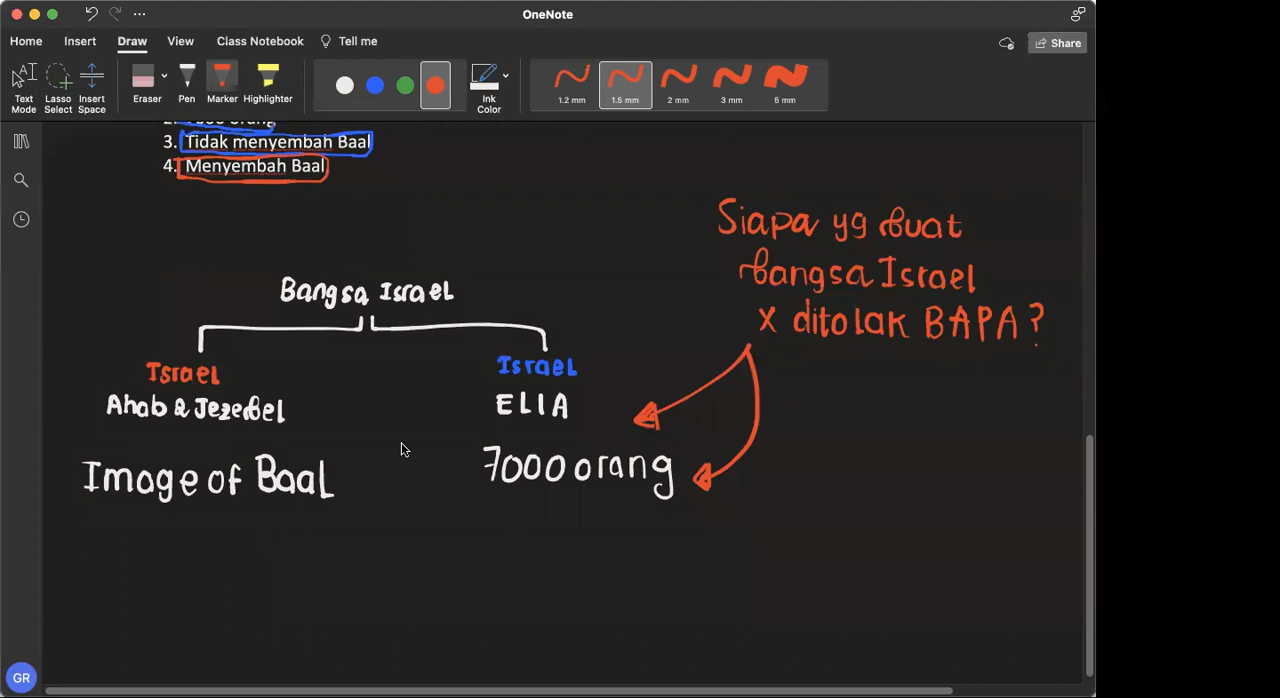 OneNote
Home Insert Draw View Class Notebook Tell me
Share
Text Mode
Lasso Select
Insert Space
Eraser
Pen
Marker
Highlighter
Ink Color
1.2 mm
1.5 mm
2 mm
3 mm
5 mm
3. Tidak menyembah Baal
4. Menyembah Baal
Siapa yg buat
bangsa Israel
x ditolak BAPA?
Bangsa Israel
Israel
Ahab & Jezebel
Image of Baal
Israel
ELIA
7000 orang
GR